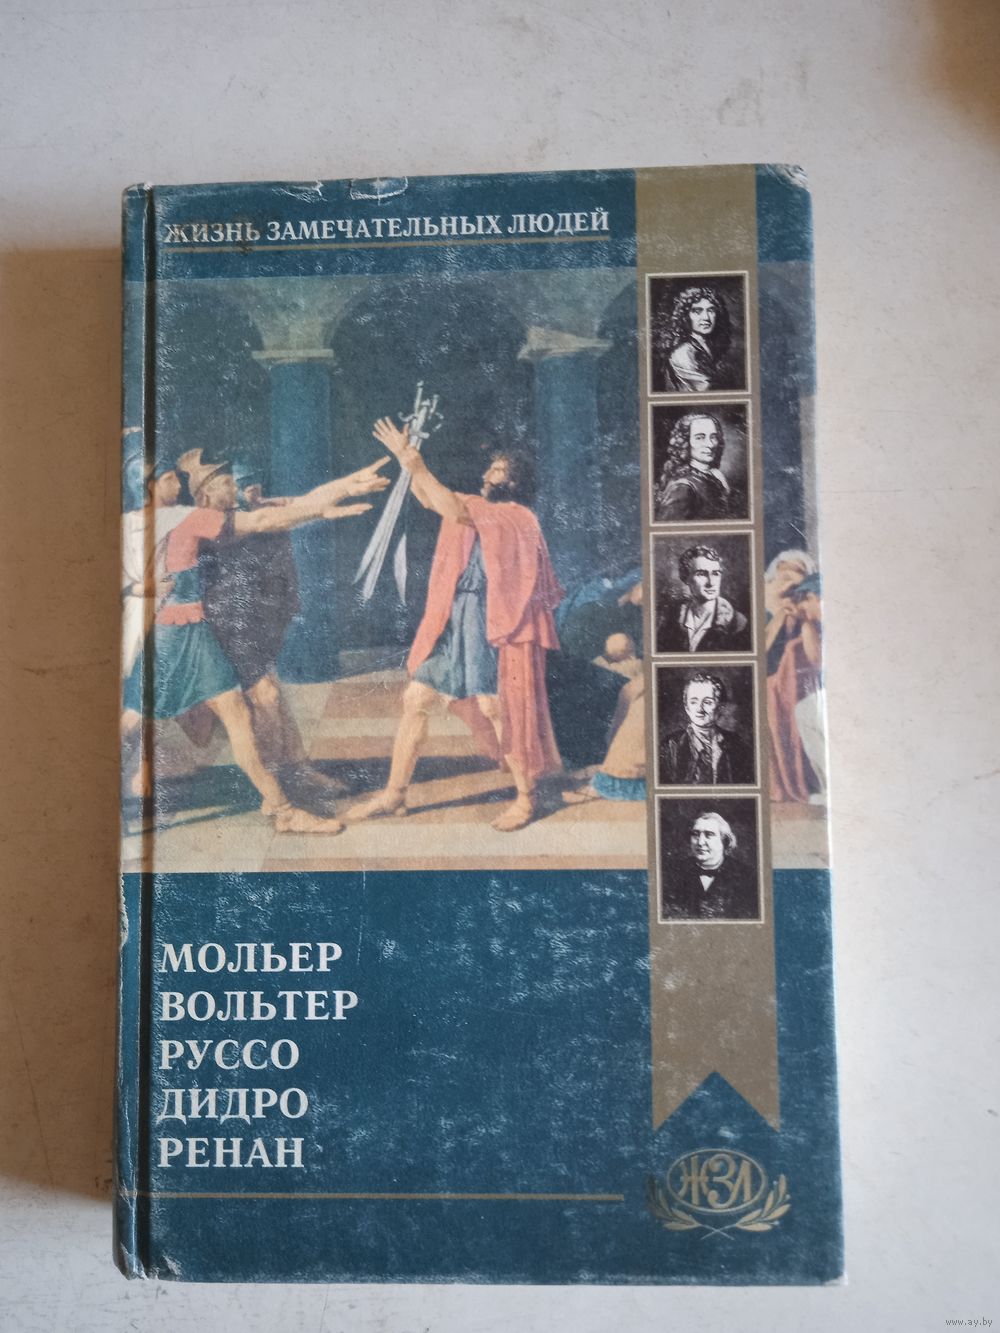 ЖИЗНЬ ЗАМЕЧАТЕЛЬНЫХ ЛЮДЕЙ
МОЛЬЕР
ВОЛЬТЕР
РУССО
ДИДРО
РЕНАН
ЖЗЛ
www.ay.by